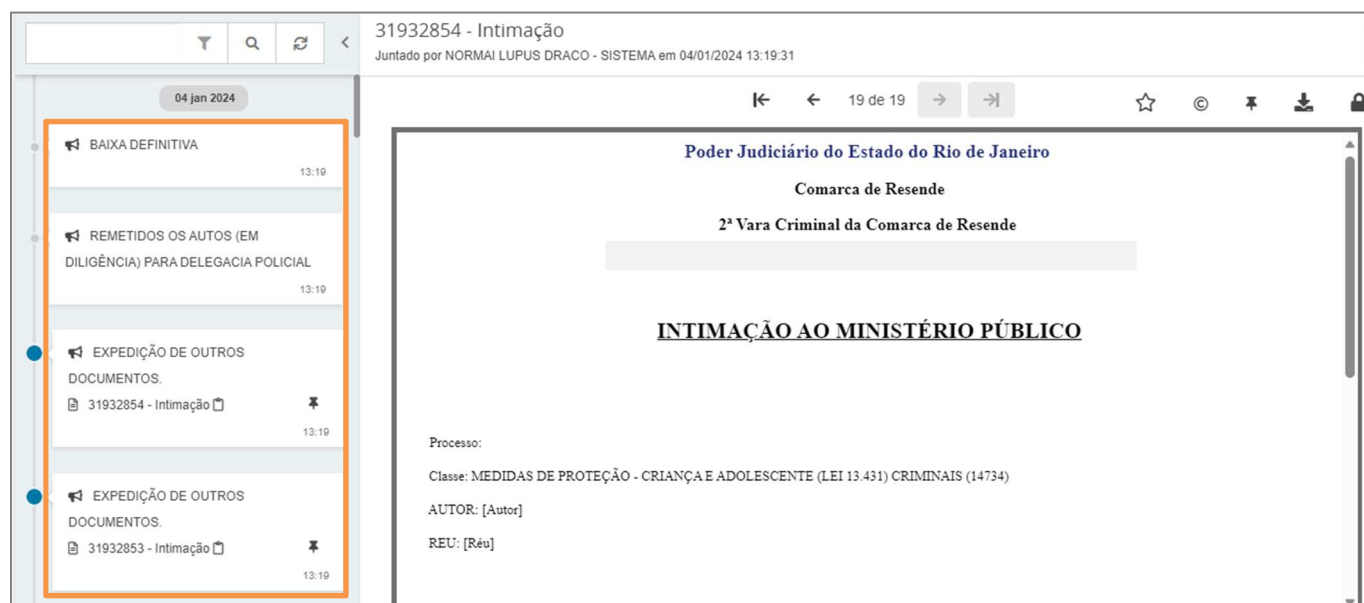 31932854 - Intimação
Juntado por NORMAI LUPUS DRACO - SISTEMA em 04/01/2024 13:19:31
19 de 19
04 jan 2024
BAIXA DEFINITIVA
13:19
REMETIDOS OS AUTOS (EM
DILIGÊNCIA) PARA DELEGACIA POLICIAL
13:19
EXPEDIÇÃO DE OUTROS
DOCUMENTOS.
31932854 - Intimação
13:19
EXPEDIÇÃO DE OUTROS
DOCUMENTOS.
31932853 - Intimação
13:19
Poder Judiciário do Estado do Rio de Janeiro
Comarca de Resende
2ª Vara Criminal da Comarca de Resende
INTIMAÇÃO AO MINISTÉRIO PÚBLICO
Processo:
Classe: MEDIDAS DE PROTEÇÃO - CRIANÇA E ADOLESCENTE (LEI 13.431) CRIMINAIS (14734)
AUTOR: [Autor]
REU: [Réu]